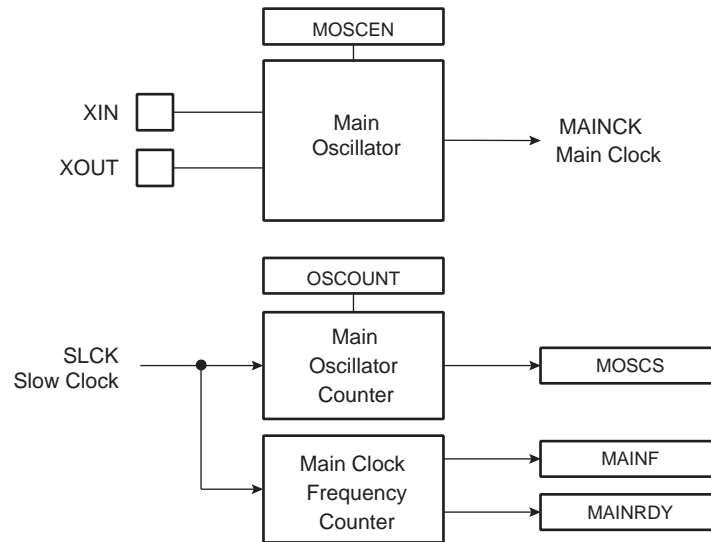 MOSCEN
XIN
XOUT
Main
Oscillator
MAINCK
Main Clock
OSCOUNT
SLCK
Slow Clock
Main
Oscillator
Counter
MOSCS
Main Clock
Frequency
Counter
MAINF
MAINRDY